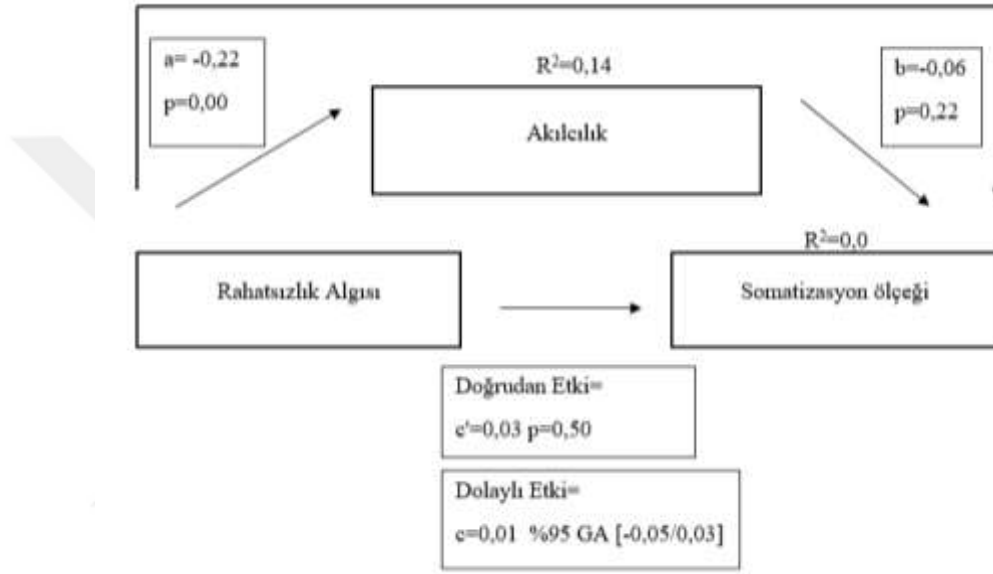 a= -0,22
p=0,00
R²=0,14
Akılcılık
b=-0,06
p=0,22
R²=0,0
Rahatsızlık Algısı
Somatizasyon ölçeği
Doğrudan Etki=
c'=0,03 p=0,50
Dolaylı Etki=
c=0,01 %95 GA [-0,05/0,03]